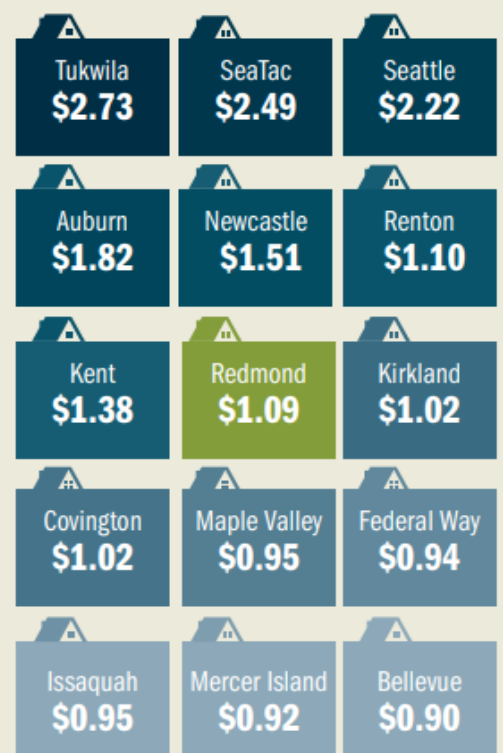 Tukwila
$2.73
SeaTac
$2.49
Seattle
$2.22
Auburn
$1.82
Newcastle
$1.51
Renton
$1.10
Kent
$1.38
Redmond
$1.09
Kirkland
$1.02
Covington
$1.02
Maple Valley
$0.95
Federal Way
$0.94
Issaquah
$0.95
Mercer Island
$0.92
Bellevue
$0.90